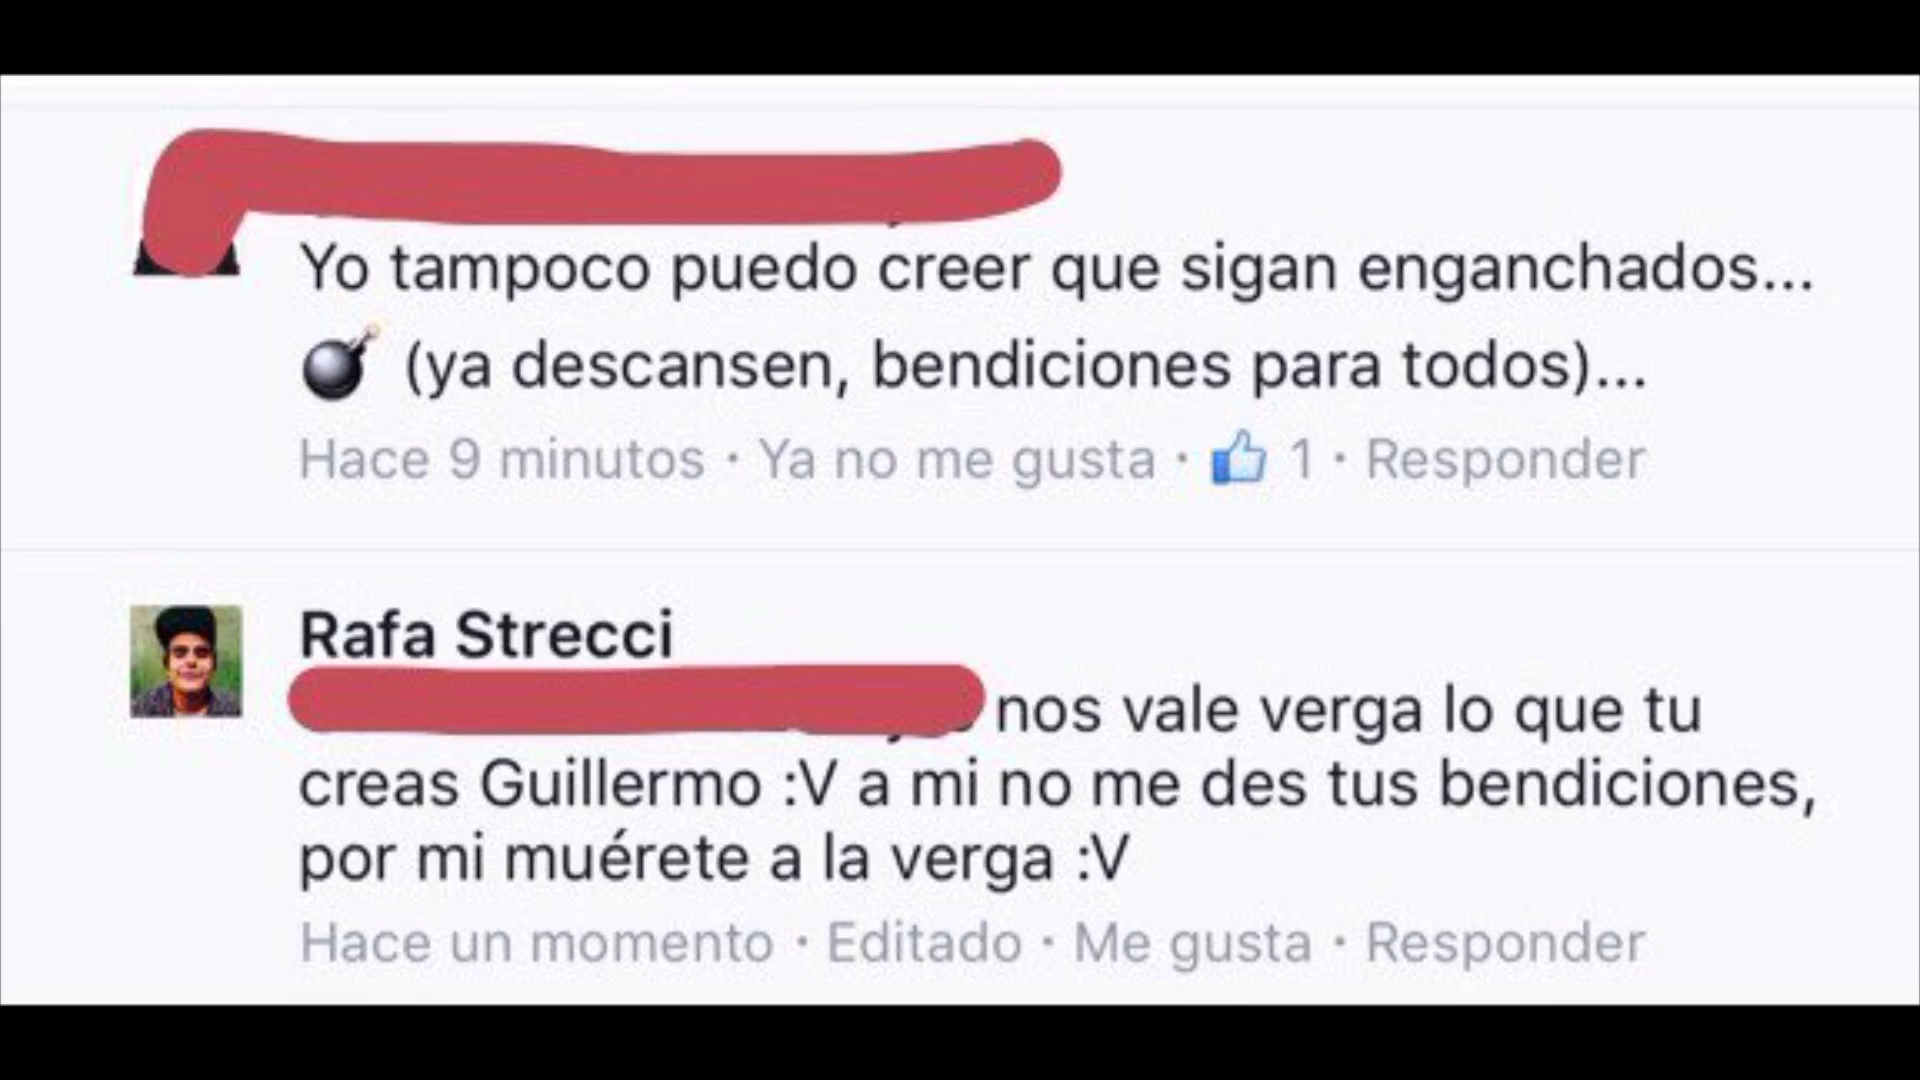 Yo tampoco puedo creer que sigan enganchados...
💣 (ya descansen, bendiciones para todos)...
Hace 9 minutos · Ya no me gusta · 👍 1 · Responder
Rafa Strecci
nos vale verga lo que tu
creas Guillermo :V a mi no me des tus bendiciones,
por mi muérete a la verga :V
Hace un momento · Editado · Me gusta · Responder